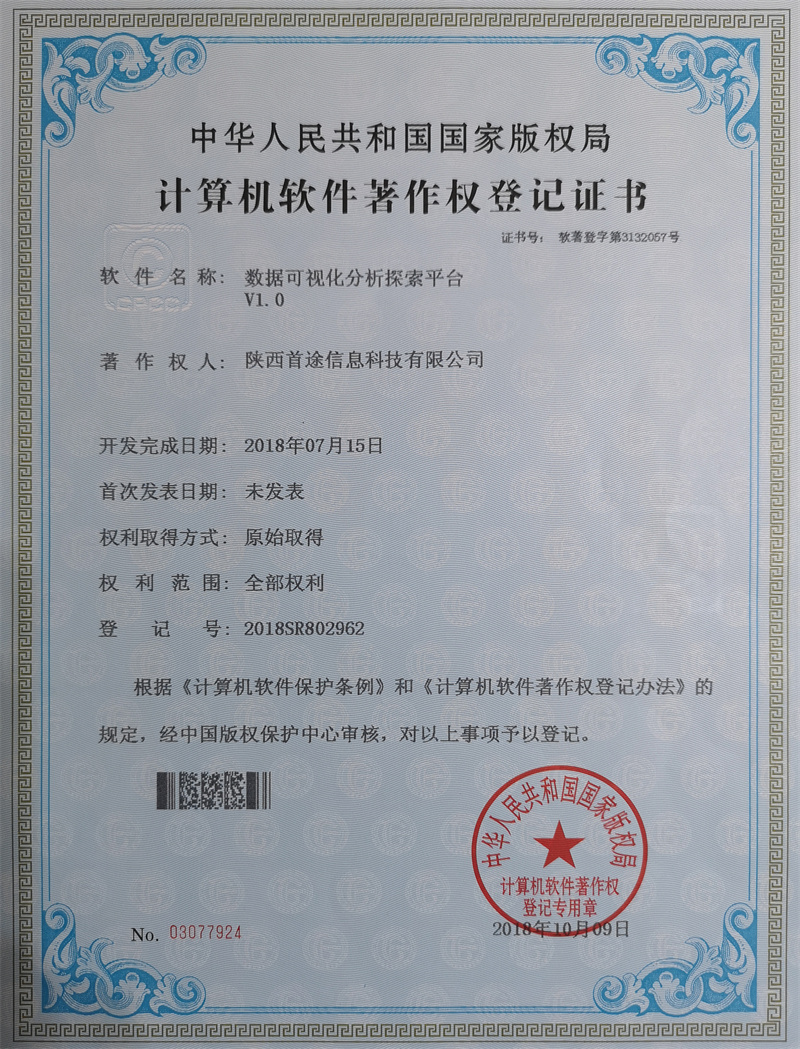 中华人民共和国国家版权局
计算机软件著作权登记证书
证书号： 软著登字第3132057号
CPCC
软件名称： 数据可视化分析探索平台
V1.0
著作权人： 陕西首途信息科技有限公司
开发完成日期： 2018年07月15日
首次发表日期： 未发表
权利取得方式： 原始取得
权利范围： 全部权利
登记号： 2018SR802962
根据《计算机软件保护条例》和《计算机软件著作权登记办法》的
规定，经中国版权保护中心审核，对以上事项予以登记。
中华人民共和国国家版权局
计算机软件著作权
登记专用章
No. 03077924
2018年10月09日